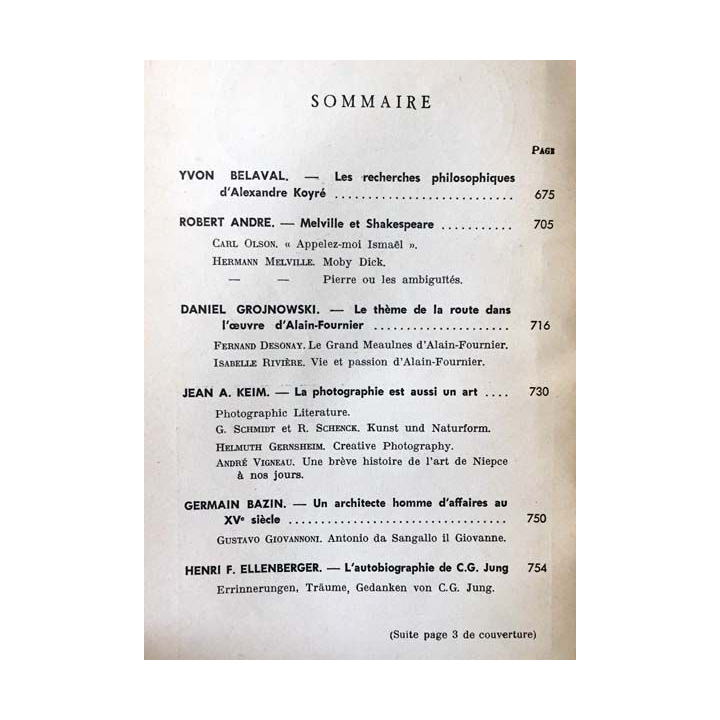 SOMMAIRE
PAGE
YVON BELAVAL. — Les recherches philosophiques
d'Alexandre Koyré ........................... 675
ROBERT ANDRE. — Melville et Shakespeare ........... 705
CARL OLSON. « Appelez-moi Ismaël ».
HERMANN MELVILLE. Moby Dick.
— — Pierre ou les ambiguïtés.
DANIEL GROJNOWSKI. — Le thème de la route dans
l'œuvre d'Alain-Fournier ..................... 716
FERNAND DESONAY. Le Grand Meaulnes d'Alain-Fournier.
ISABELLE RIVIÈRE. Vie et passion d'Alain-Fournier.
JEAN A. KEIM. — La photographie est aussi un art .... 730
Photographic Literature.
G. SCHMIDT et R. SCHENCK. Kunst und Naturform.
HELMUTH GERNSHEIM. Creative Photography.
ANDRÉ VIGNEAU. Une brève histoire de l'art de Niepce
à nos jours.
GERMAIN BAZIN. — Un architecte homme d'affaires au
XVe siècle .................................. 750
GUSTAVO GIOVANNONI. Antonio da Sangallo il Giovanne.
HENRI F. ELLENBERGER. — L'autobiographie de C.G. Jung 754
Errinnerungen, Träume, Gedanken von C.G. Jung.
(Suite page 3 de couverture)